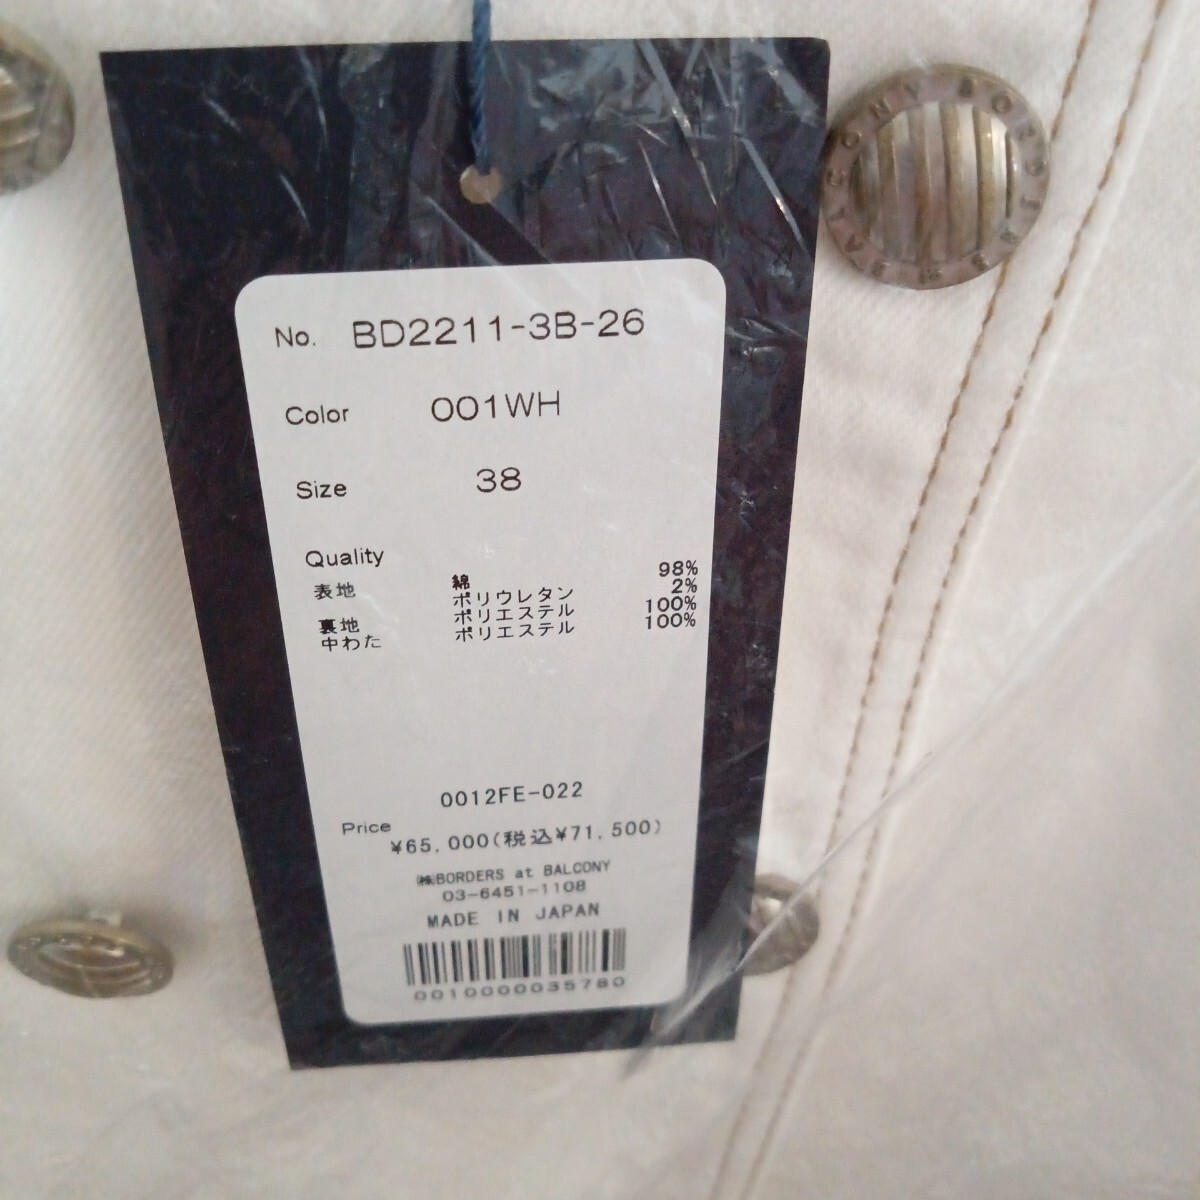 BALCONY BORDERS at
No. BD2211-3B-26
Color 001WH
Size 38
Quality
表地 綿 98%
ポリウレタン 2%
裏地 ポリエステル 100%
中わた ポリエステル 100%
0012FE-022
Price
¥65,000(税込¥71,500)
㈱BORDERS at BALCONY
03-6451-1108
MADE IN JAPAN
0010000035780